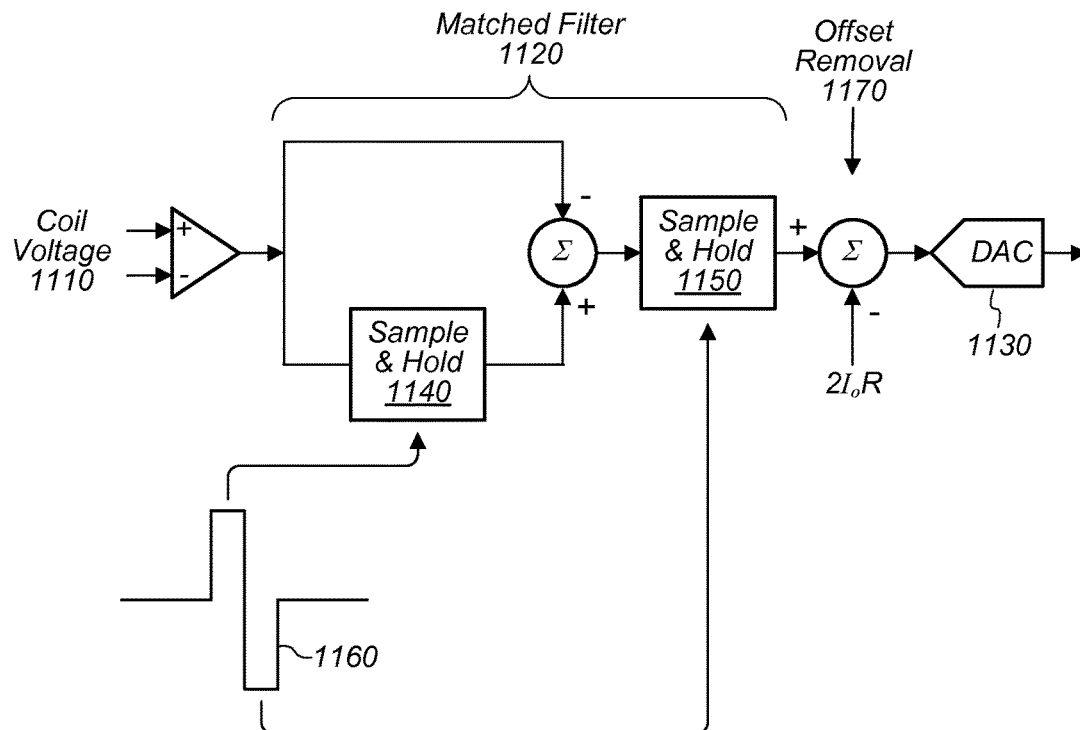 Matched Filter
1120
Offset
Removal
1170
Coil
Voltage
1110
+
-
-
Σ
+
Sample
& Hold
1150
+
Σ
-
DAC
1130
Sample
& Hold
1140
2IₒR
1160